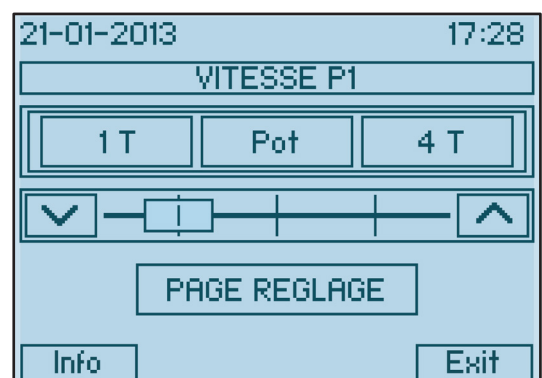 21-01-2013 17:28
VITESSE P1
1 T Pot 4 T
PAGE REGLAGE
Info Exit